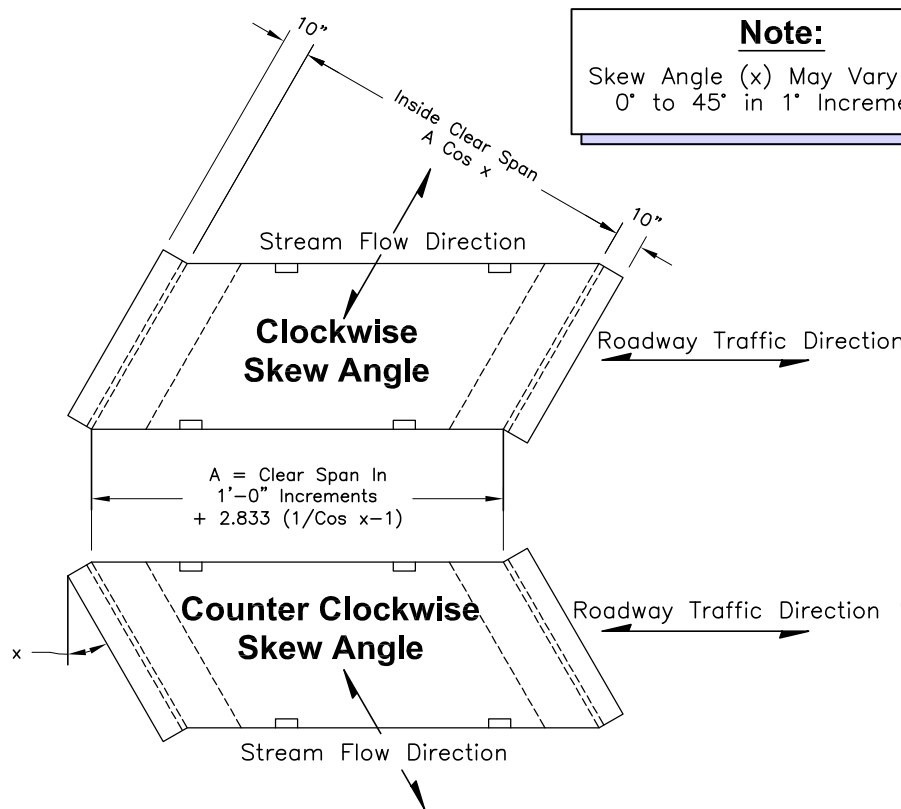 10"
Note:
Skew Angle (x) May Vary
0° to 45° in 1° Increme
Inside Clear Span
A Cos x
10"
Stream Flow Direction
Clockwise
Skew Angle
Roadway Traffic Direction
A = Clear Span In
1'-0" Increments
+ 2.833 (1/Cos x-1)
Counter Clockwise
Skew Angle
Roadway Traffic Direction
x
Stream Flow Direction